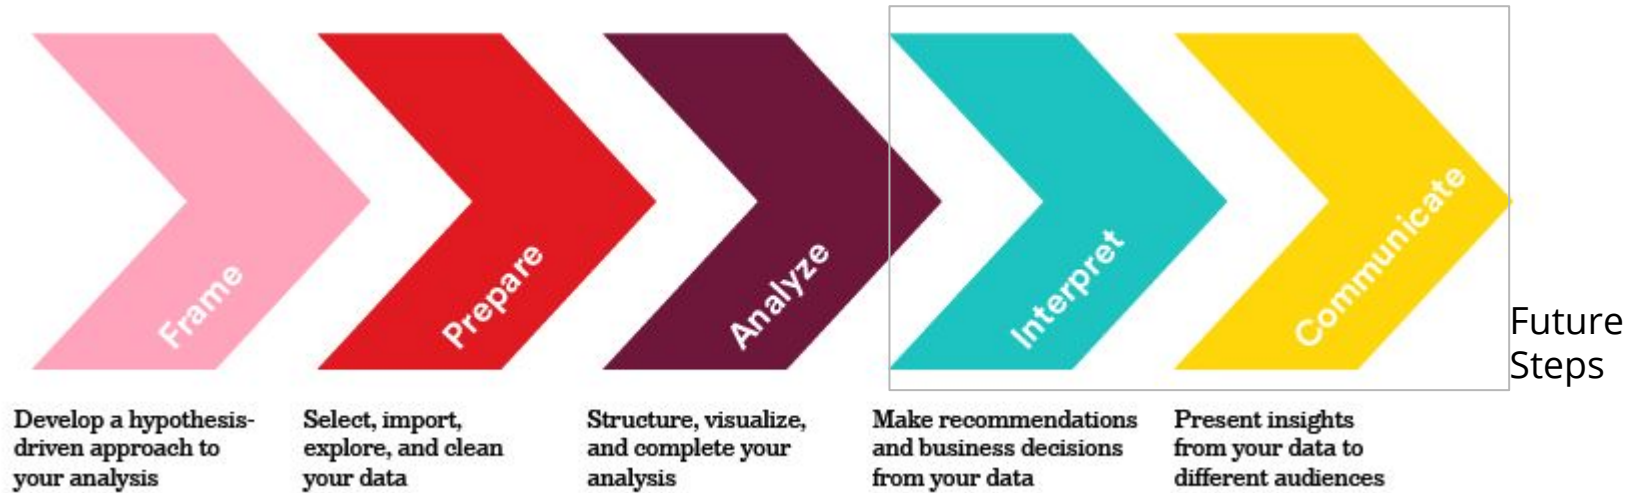 Frame
Prepare
Analyze
Interpret
Communicate
Future
Steps
Develop a hypothesis-
driven approach to
your analysis
Select, import,
explore, and clean
your data
Structure, visualize,
and complete your
analysis
Make recommendations
and business decisions
from your data
Present insights
from your data to
different audiences